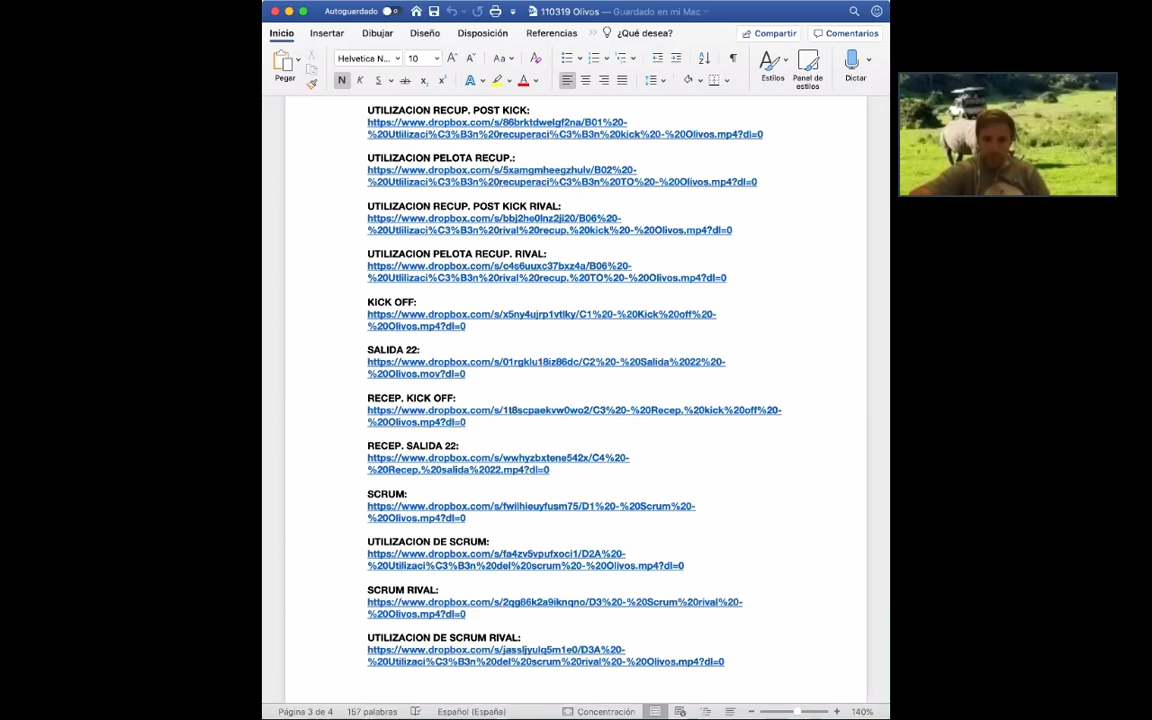 Autoguardado
110319 Olivos — Guardado en mi Mac
Inicio Insertar Dibujar Diseño Disposición Referencias ¿Qué desea? Compartir Comentarios
Pegar Helvetica N... 10 Aa Estilos Panel de estilos Dictar
N K S abc X₂ X² A A
UTILIZACION RECUP. POST KICK:
https://www.dropbox.com/s/86brktdwelgf2na/B01%20-
%20Utlilizaci%C3%B3n%20recuperaci%C3%B3n%20kick%20-%20Olivos.mp4?dl=0
UTILIZACION PELOTA RECUP.:
https://www.dropbox.com/s/5xamgmheegzhulv/B02%20-
%20Utlilizaci%C3%B3n%20recuperaci%C3%B3n%20TO%20-%20Olivos.mp4?dl=0
UTILIZACION RECUP. POST KICK RIVAL:
https://www.dropbox.com/s/bbj2he0lnz2ji20/B06%20-
%20Utlilizaci%C3%B3n%20rival%20recup.%20kick%20-%20Olivos.mp4?dl=0
UTILIZACION PELOTA RECUP. RIVAL:
https://www.dropbox.com/s/c4s6uuxc37bxz4a/B06%20-
%20Utlilizaci%C3%B3n%20rival%20recup.%20TO%20-%20Olivos.mp4?dl=0
KICK OFF:
https://www.dropbox.com/s/x5ny4ujrp1vtlky/C1%20-%20Kick%20off%20-
%20Olivos.mp4?dl=0
SALIDA 22:
https://www.dropbox.com/s/01rgklu18iz86dc/C2%20-%20Salida%2022%20-
%20Olivos.mov?dl=0
RECEP. KICK OFF:
https://www.dropbox.com/s/1t8scpaekvw0wo2/C3%20-%20Recep.%20kick%20off%20-
%20Olivos.mp4?dl=0
RECEP. SALIDA 22:
https://www.dropbox.com/s/wwhyzbxtene542x/C4%20-
%20Recep.%20salida%2022.mp4?dl=0
SCRUM:
https://www.dropbox.com/s/fwilhieuyfusm75/D1%20-%20Scrum%20-
%20Olivos.mp4?dl=0
UTILIZACION DE SCRUM:
https://www.dropbox.com/s/fa4zv5vpufxoci1/D2A%20-
%20Utilizaci%C3%B3n%20del%20scrum%20-%20Olivos.mp4?dl=0
SCRUM RIVAL:
https://www.dropbox.com/s/2qg86k2a9iknqno/D3%20-%20Scrum%20rival%20-
%20Olivos.mp4?dl=0
UTILIZACION DE SCRUM RIVAL:
https://www.dropbox.com/s/jassljyulq5m1e0/D3A%20-
%20Utilizaci%C3%B3n%20del%20scrum%20rival%20-%20Olivos.mp4?dl=0
Página 3 de 4 157 palabras Español (España) Concentración 140%